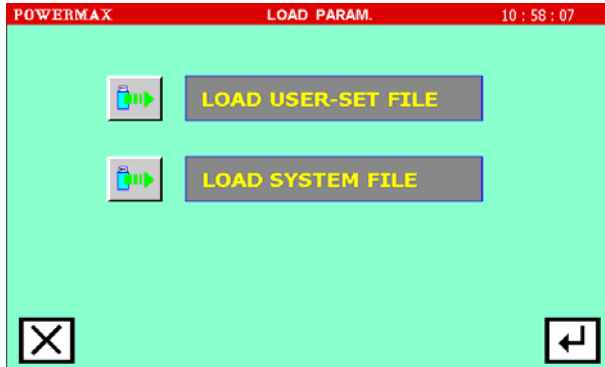 POWERMAX LOAD PARAM. 10 : 58 : 07
LOAD USER-SET FILE
LOAD SYSTEM FILE